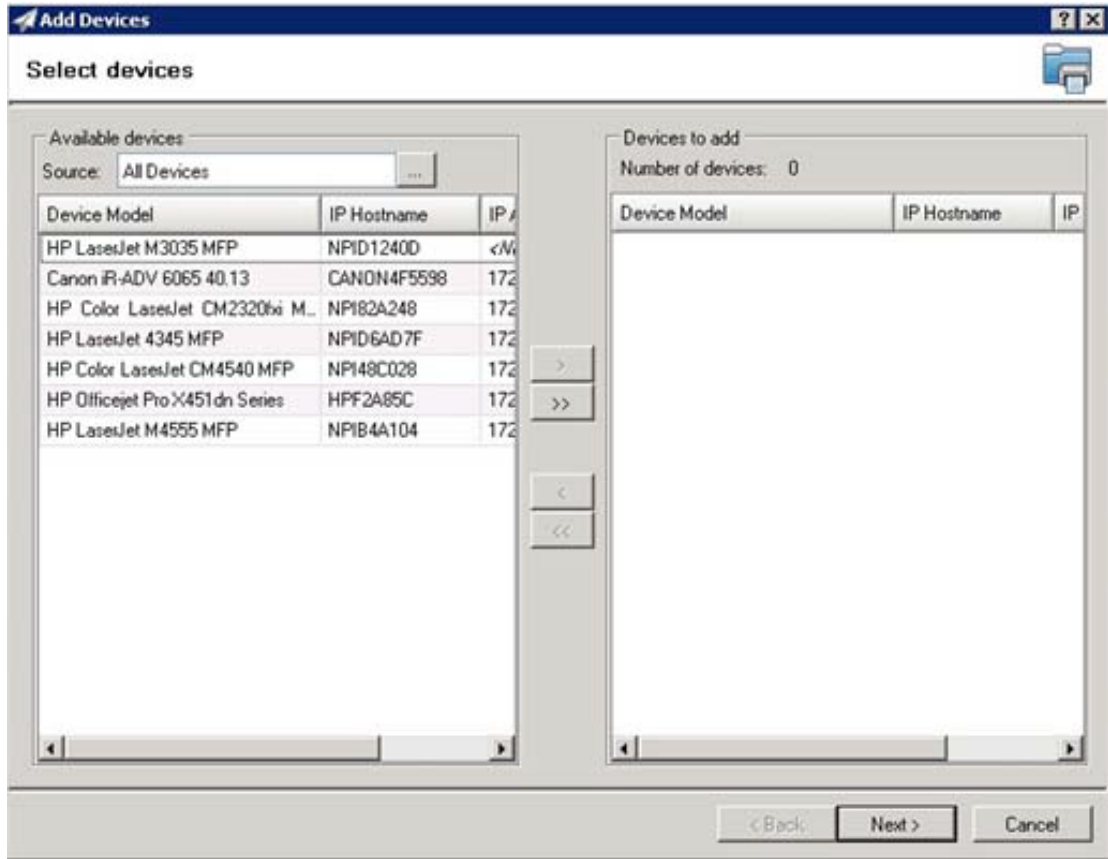 Add Devices
Select devices
Available devices
Source: All Devices ...
Device Model IP Hostname IP A
HP LaserJet M3035 MFP NPID1240D <N
Canon iR-ADV 6065 40.13 CANON4F5598 172
HP Color LaserJet CM2320fxi M... NPI82A248 172
HP LaserJet 4345 MFP NPID6AD7F 172
HP Color LaserJet CM4540 MFP NPI48C028 172
HP Officejet Pro X451dn Series HPF2A85C 172
HP LaserJet M4555 MFP NPIB4A104 172
>
>>
<
<<
Devices to add
Number of devices: 0
Device Model IP Hostname IP
< Back Next > Cancel